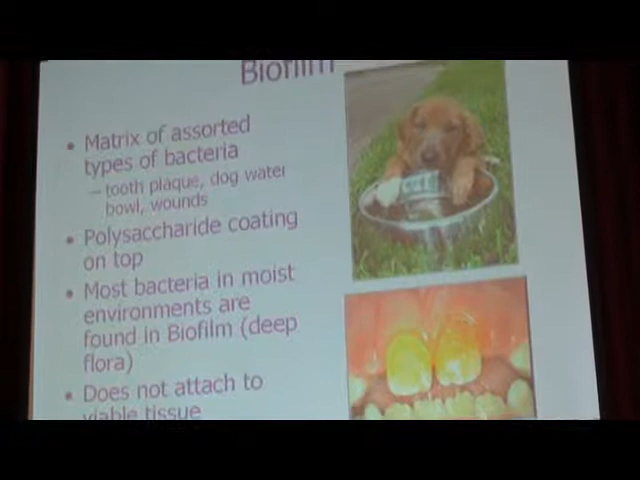 Biofilm
• Matrix of assorted
types of bacteria
– tooth plaque, dog water
bowl, wounds
• Polysaccharide coating
on top
• Most bacteria in moist
environments are
found in Biofilm (deep
flora)
• Does not attach to
viable tissue